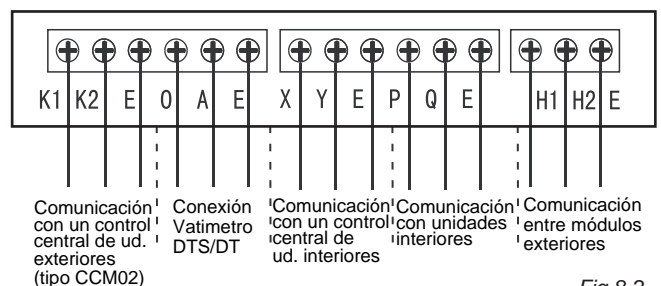 K1 K2 E O A E X Y E P Q E H1 H2 E
Comunicación
con un control
central de ud.
exteriores
(tipo CCM02)
Conexión
Vatimetro
DTS/DT
Comunicación
con un control
central de
ud. interiores
Comunicación
con unidades
interiores
Comunicación
entre módulos
exteriores